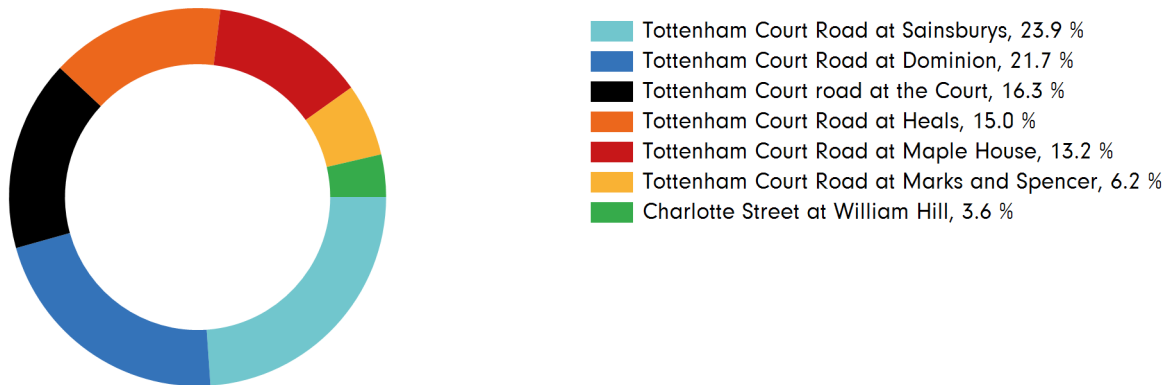 Tottenham Court Road at Sainsburys, 23.9 %
Tottenham Court Road at Dominion, 21.7 %
Tottenham Court road at the Court, 16.3 %
Tottenham Court Road at Heals, 15.0 %
Tottenham Court Road at Maple House, 13.2 %
Tottenham Court Road at Marks and Spencer, 6.2 %
Charlotte Street at William Hill, 3.6 %